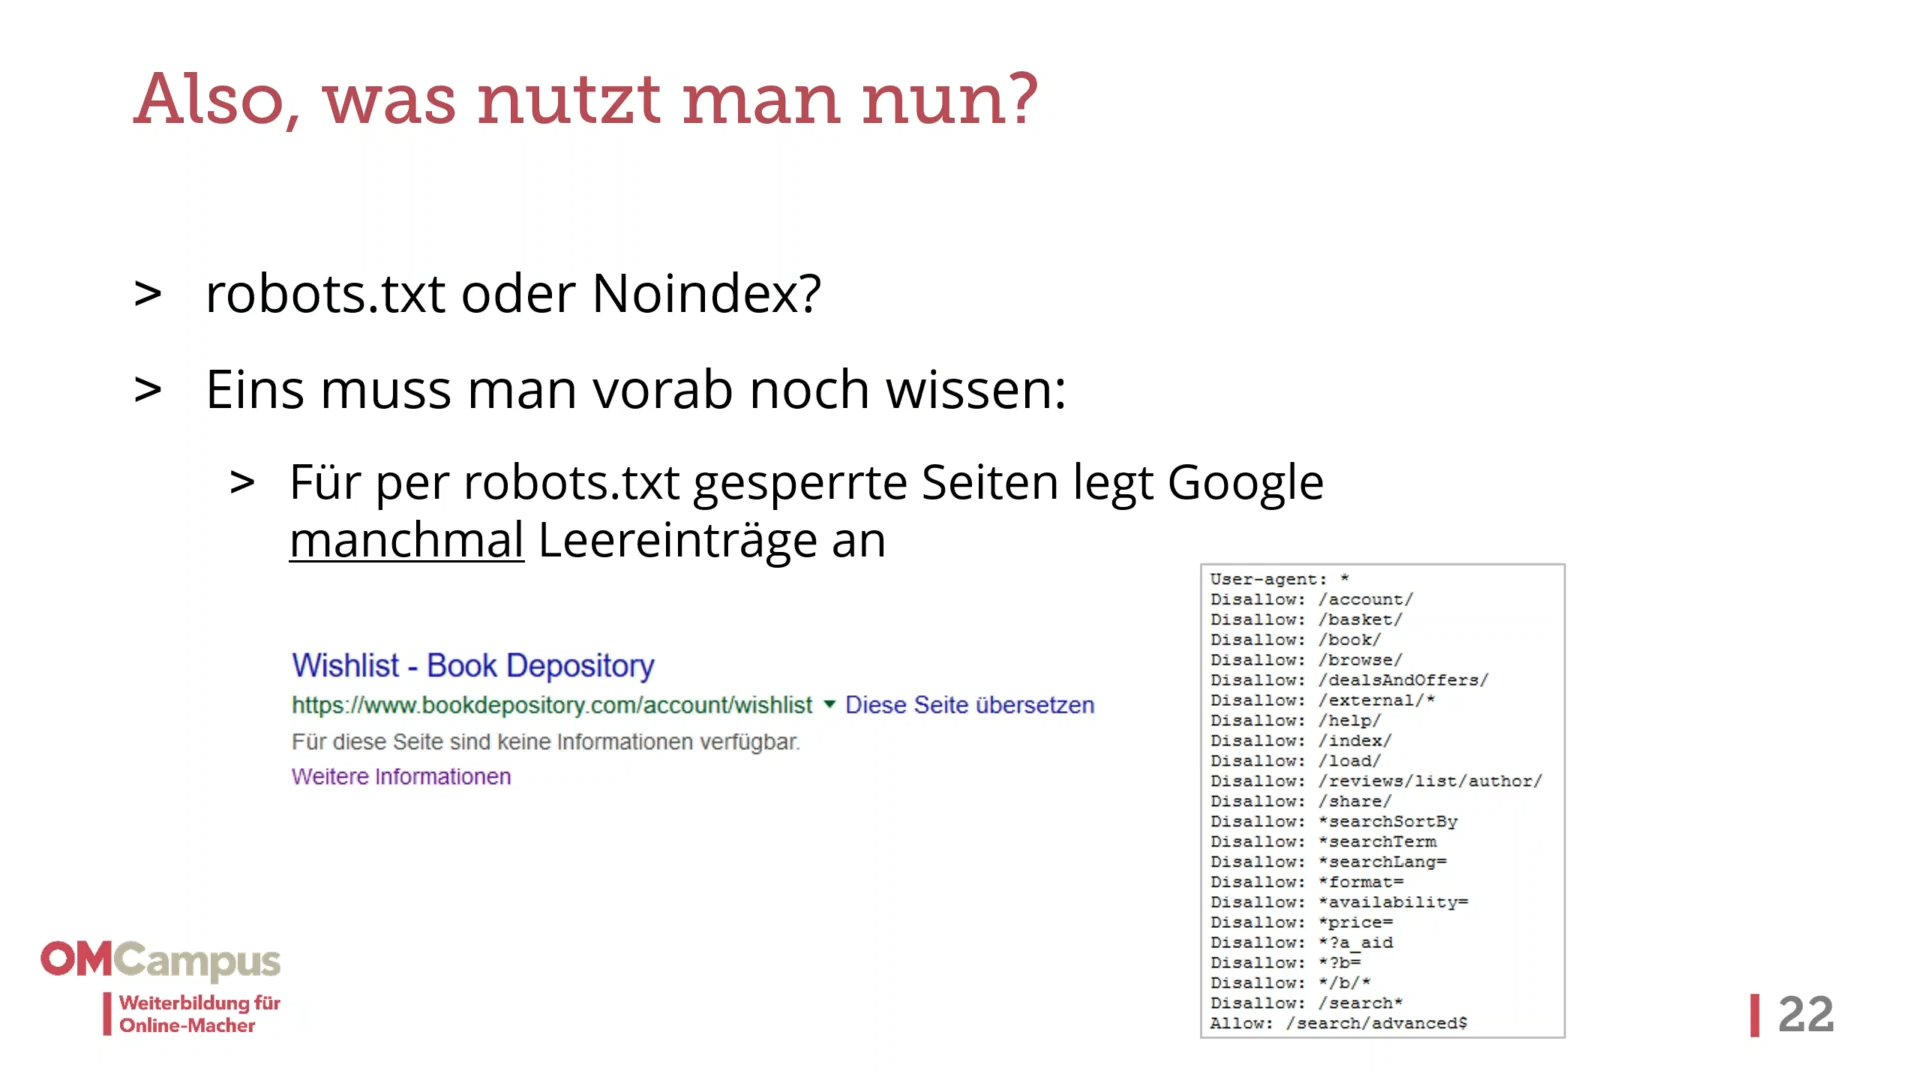 Also, was nutzt man nun?
> robots.txt oder Noindex?
> Eins muss man vorab noch wissen:
> Für per robots.txt gesperrte Seiten legt Google
manchmal Leereinträge an
Wishlist - Book Depository
https://www.bookdepository.com/account/wishlist ▾ Diese Seite übersetzen
Für diese Seite sind keine Informationen verfügbar.
Weitere Informationen
User-agent: *
Disallow: /account/
Disallow: /basket/
Disallow: /book/
Disallow: /browse/
Disallow: /dealsAndOffers/
Disallow: /external/*
Disallow: /help/
Disallow: /index/
Disallow: /load/
Disallow: /reviews/list/author/
Disallow: /share/
Disallow: *searchSortBy
Disallow: *searchTerm
Disallow: *searchLang=
Disallow: *format=
Disallow: *availability=
Disallow: *price=
Disallow: *?a_aid
Disallow: *?b=
Disallow: */b/*
Disallow: /search*
Allow: /search/advanced$
OMCampus
Weiterbildung für
Online-Macher
22